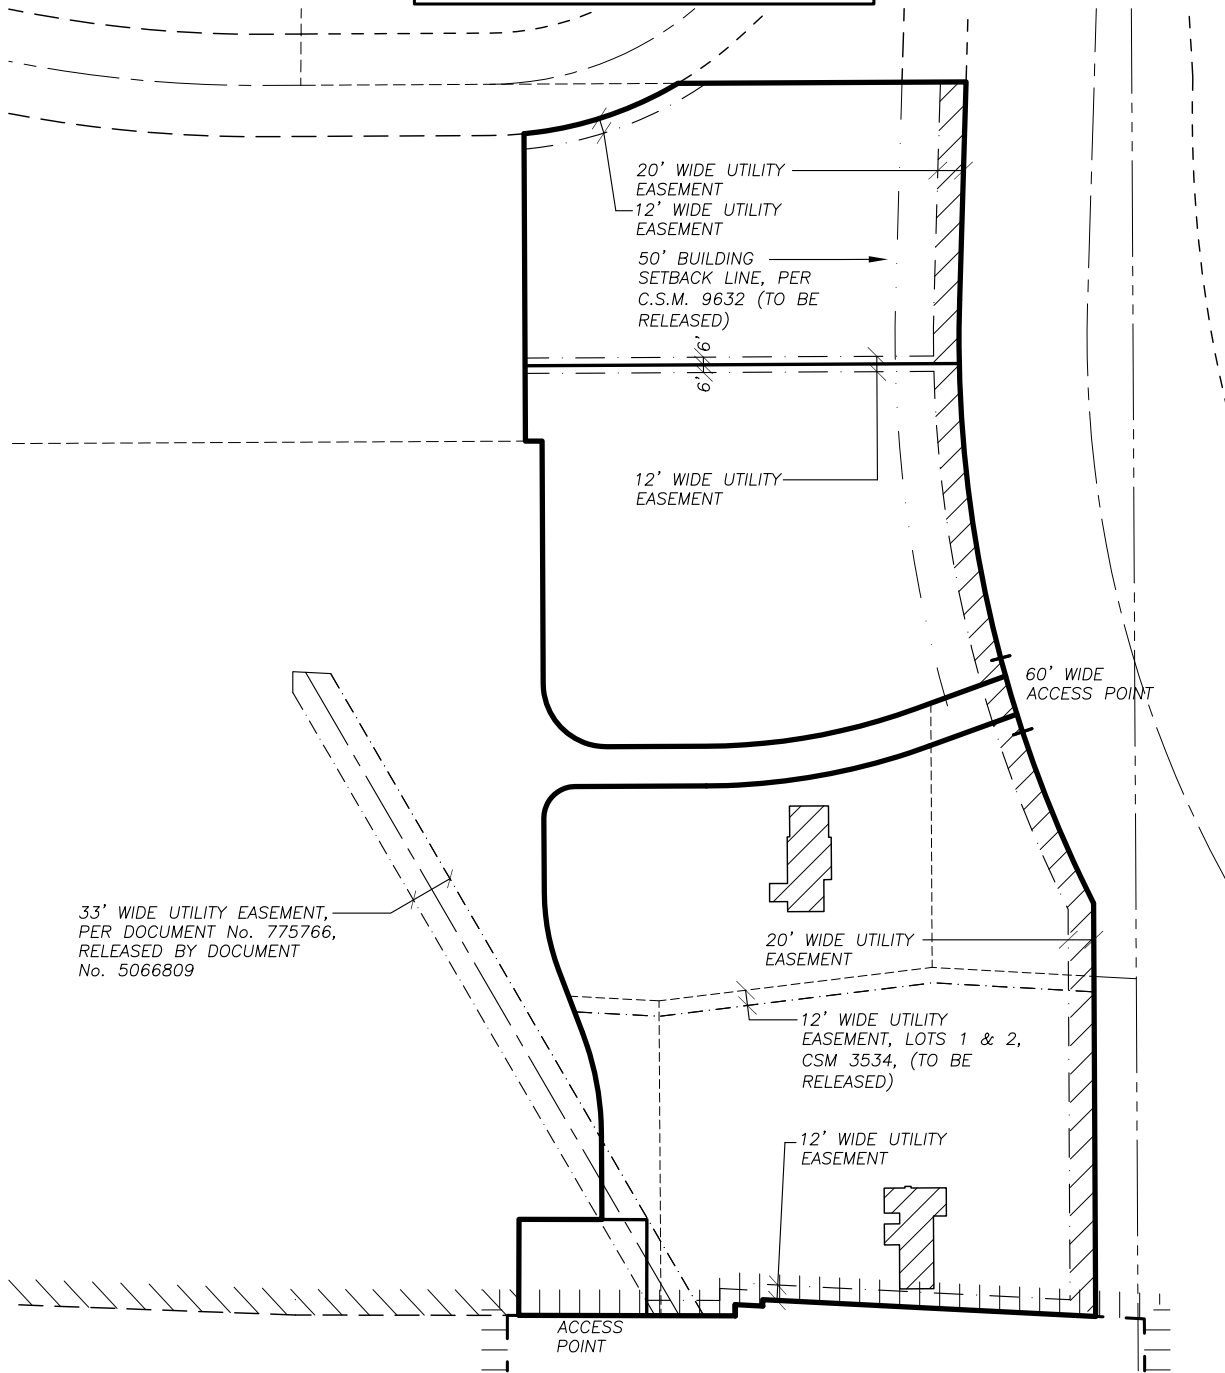 20' WIDE UTILITY
EASEMENT
12' WIDE UTILITY
EASEMENT
50' BUILDING
SETBACK LINE, PER
C.S.M. 9632 (TO BE
RELEASED)
6'
6'
12' WIDE UTILITY
EASEMENT
60' WIDE
ACCESS POINT
33' WIDE UTILITY EASEMENT,
PER DOCUMENT No. 775766,
RELEASED BY DOCUMENT
No. 5066809
20' WIDE UTILITY
EASEMENT
12' WIDE UTILITY
EASEMENT, LOTS 1 & 2,
CSM 3534, (TO BE
RELEASED)
12' WIDE UTILITY
EASEMENT
ACCESS
POINT